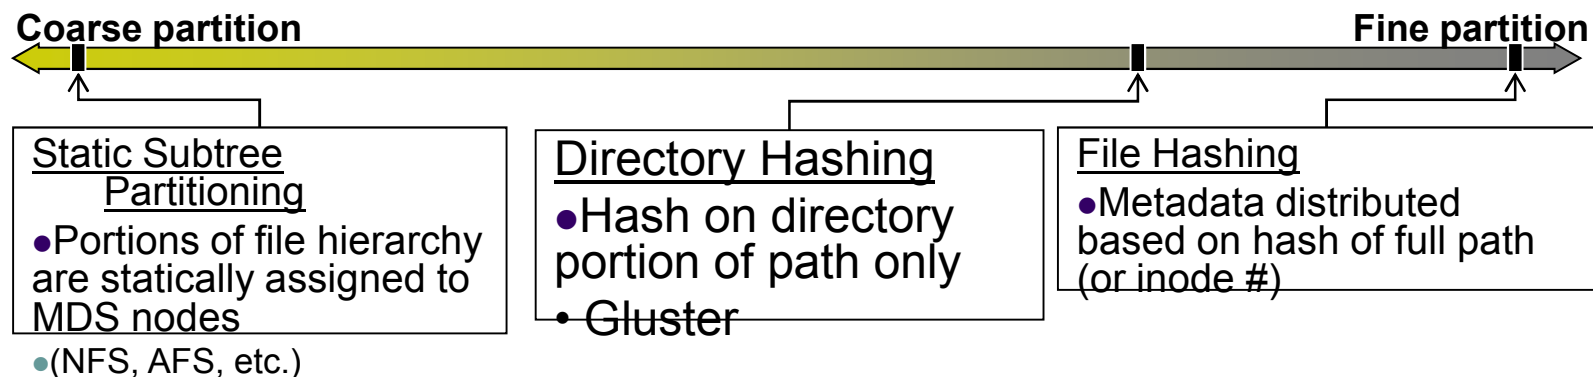 Coarse partition
Fine partition
Static Subtree
Partitioning
●Portions of file hierarchy
are statically assigned to
MDS nodes
●(NFS, AFS, etc.)
Directory Hashing
●Hash on directory
portion of path only
• Gluster
File Hashing
●Metadata distributed
based on hash of full path
(or inode #)